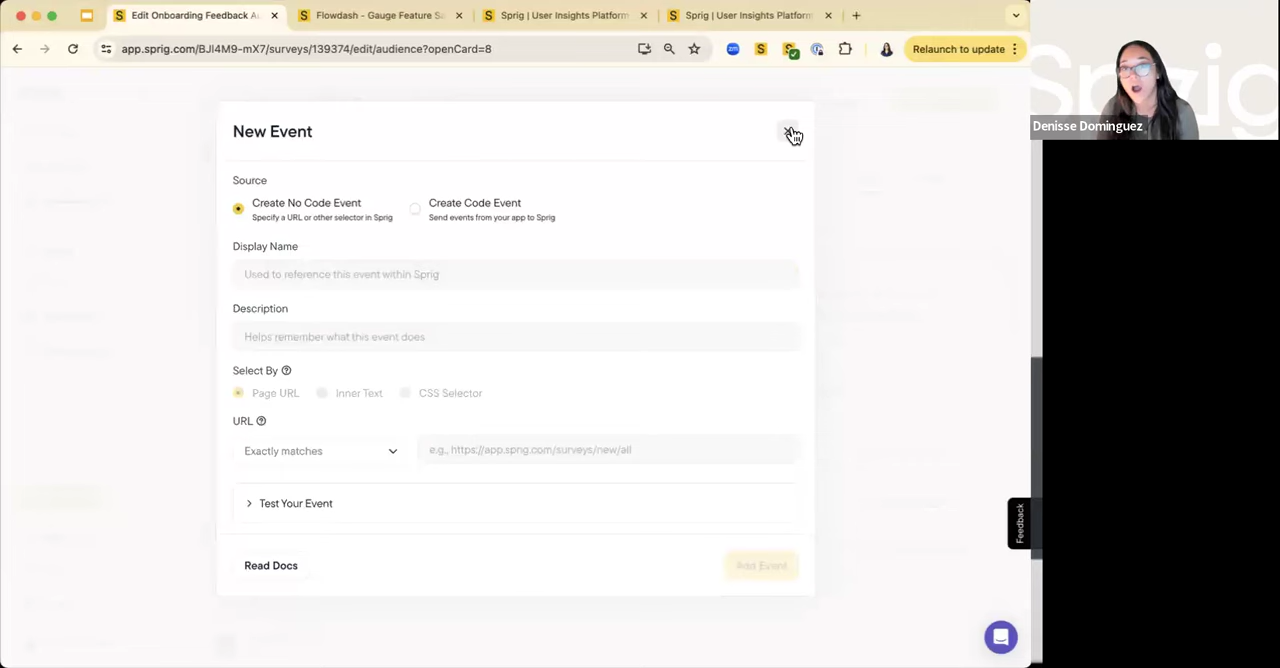 Edit Onboarding Feedback Au
Flowdash - Gauge Feature Sa
Sprig | User Insights Platform
Sprig | User Insights Platform
app.sprig.com/BJI4M9-mX7/surveys/139374/edit/audience?openCard=8
zm
S
Relaunch to update
Sprig
Denisse Dominguez
New Event
Source
Create No Code Event
Specify a URL or other selector in Sprig
Create Code Event
Send events from your app to Sprig
Display Name
Used to reference this event within Sprig
Description
Helps remember what this event does
Select By
Page URL
Inner Text
CSS Selector
URL
Exactly matches
e.g., https://app.sprig.com/surveys/new/all
Test Your Event
Read Docs
Add Event
Feedback